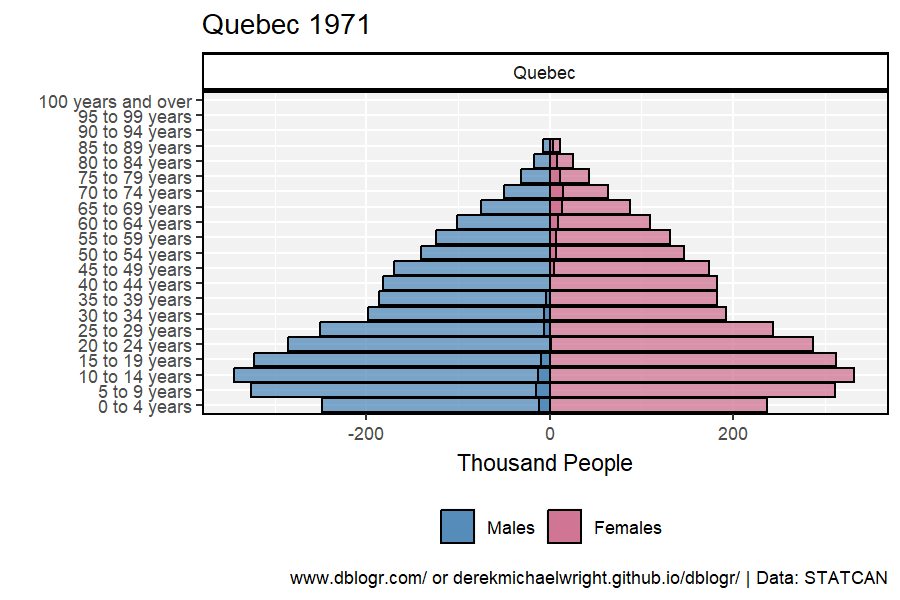 Quebec 1971
Quebec
100 years and over
95 to 99 years
90 to 94 years
85 to 89 years
80 to 84 years
75 to 79 years
70 to 74 years
65 to 69 years
60 to 64 years
55 to 59 years
50 to 54 years
45 to 49 years
40 to 44 years
35 to 39 years
30 to 34 years
25 to 29 years
20 to 24 years
15 to 19 years
10 to 14 years
5 to 9 years
0 to 4 years
-200 0 200
Thousand People
Males Females
www.dblogr.com/ or derekmichaelwright.github.io/dblogr/ | Data: STATCAN